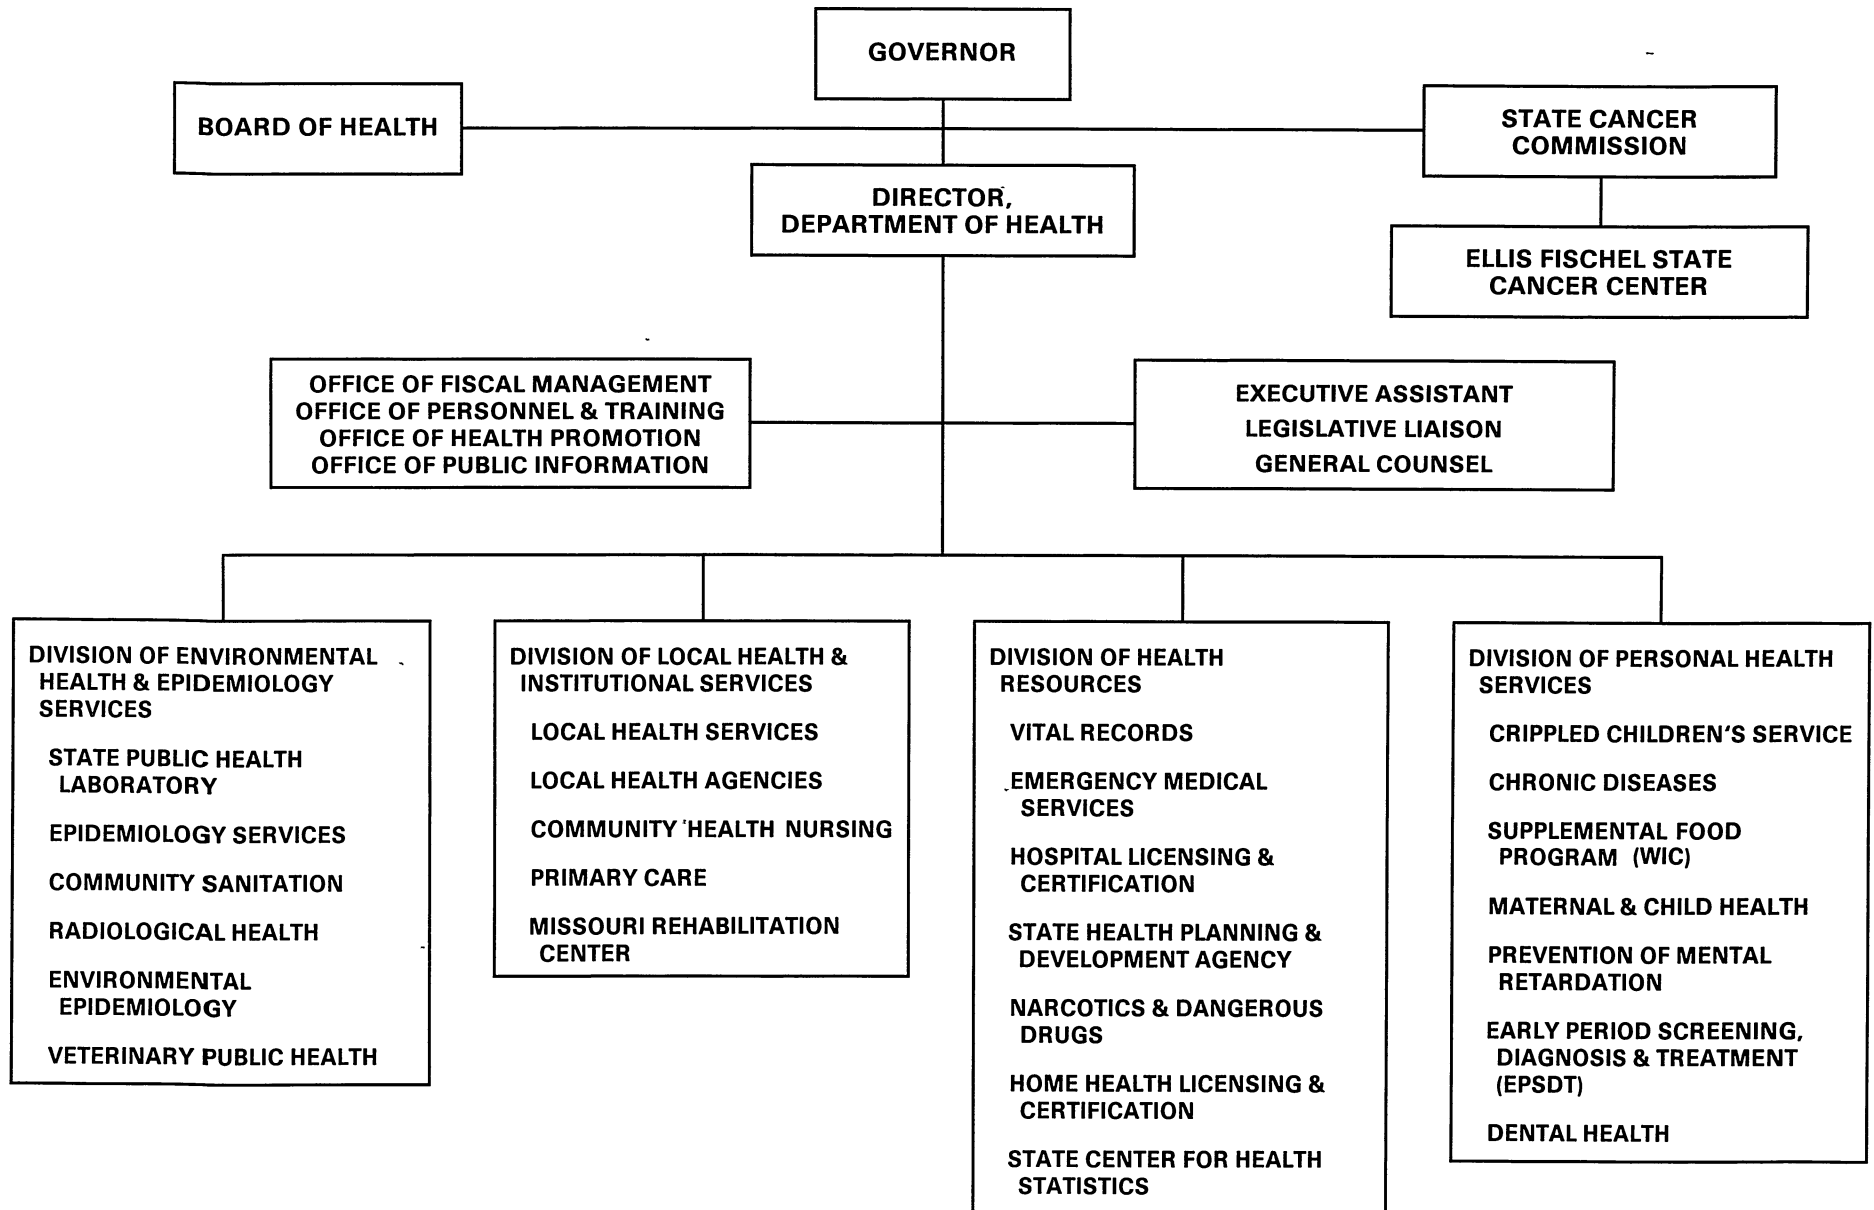 GOVERNOR
BOARD OF HEALTH
STATE CANCER
COMMISSION
DIRECTOR,
DEPARTMENT OF HEALTH
ELLIS FISCHEL STATE
CANCER CENTER
OFFICE OF FISCAL MANAGEMENT
OFFICE OF PERSONNEL & TRAINING
OFFICE OF HEALTH PROMOTION
OFFICE OF PUBLIC INFORMATION
EXECUTIVE ASSISTANT
LEGISLATIVE LIAISON
GENERAL COUNSEL
DIVISION OF ENVIRONMENTAL
HEALTH & EPIDEMIOLOGY
SERVICES
STATE PUBLIC HEALTH
LABORATORY
EPIDEMIOLOGY SERVICES
COMMUNITY SANITATION
RADIOLOGICAL HEALTH
ENVIRONMENTAL
EPIDEMIOLOGY
VETERINARY PUBLIC HEALTH
DIVISION OF LOCAL HEALTH &
INSTITUTIONAL SERVICES
LOCAL HEALTH SERVICES
LOCAL HEALTH AGENCIES
COMMUNITY HEALTH NURSING
PRIMARY CARE
MISSOURI REHABILITATION
CENTER
DIVISION OF HEALTH
RESOURCES
VITAL RECORDS
EMERGENCY MEDICAL
SERVICES
HOSPITAL LICENSING &
CERTIFICATION
STATE HEALTH PLANNING &
DEVELOPMENT AGENCY
NARCOTICS & DANGEROUS
DRUGS
HOME HEALTH LICENSING &
CERTIFICATION
STATE CENTER FOR HEALTH
STATISTICS
DIVISION OF PERSONAL HEALTH
SERVICES
CRIPPLED CHILDREN'S SERVICE
CHRONIC DISEASES
SUPPLEMENTAL FOOD
PROGRAM (WIC)
MATERNAL & CHILD HEALTH
PREVENTION OF MENTAL
RETARDATION
EARLY PERIOD SCREENING,
DIAGNOSIS & TREATMENT
(EPSDT)
DENTAL HEALTH